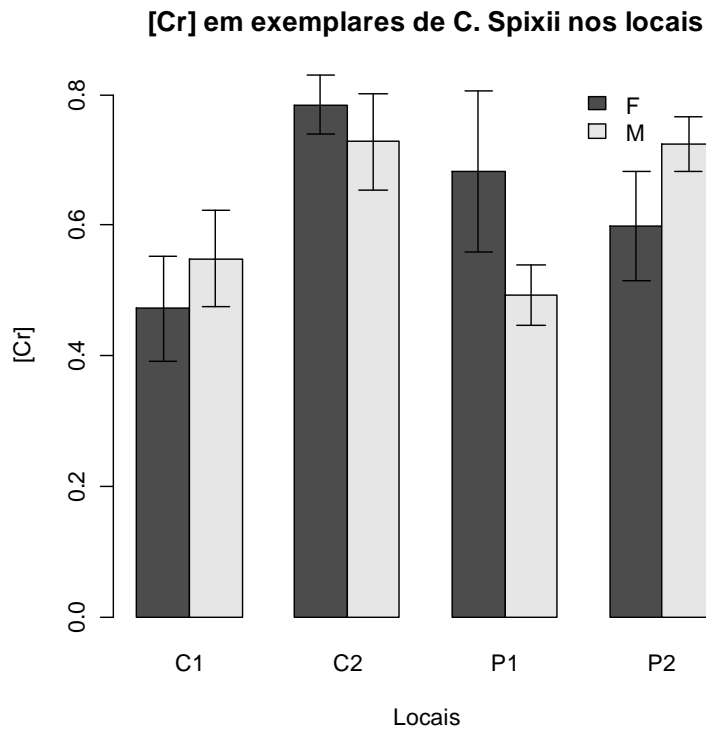 [Cr] em exemplares de C. Spixii nos locais
F
M
0.8
0.6
0.4
0.2
0.0
[Cr]
C1 C2 P1 P2
Locais